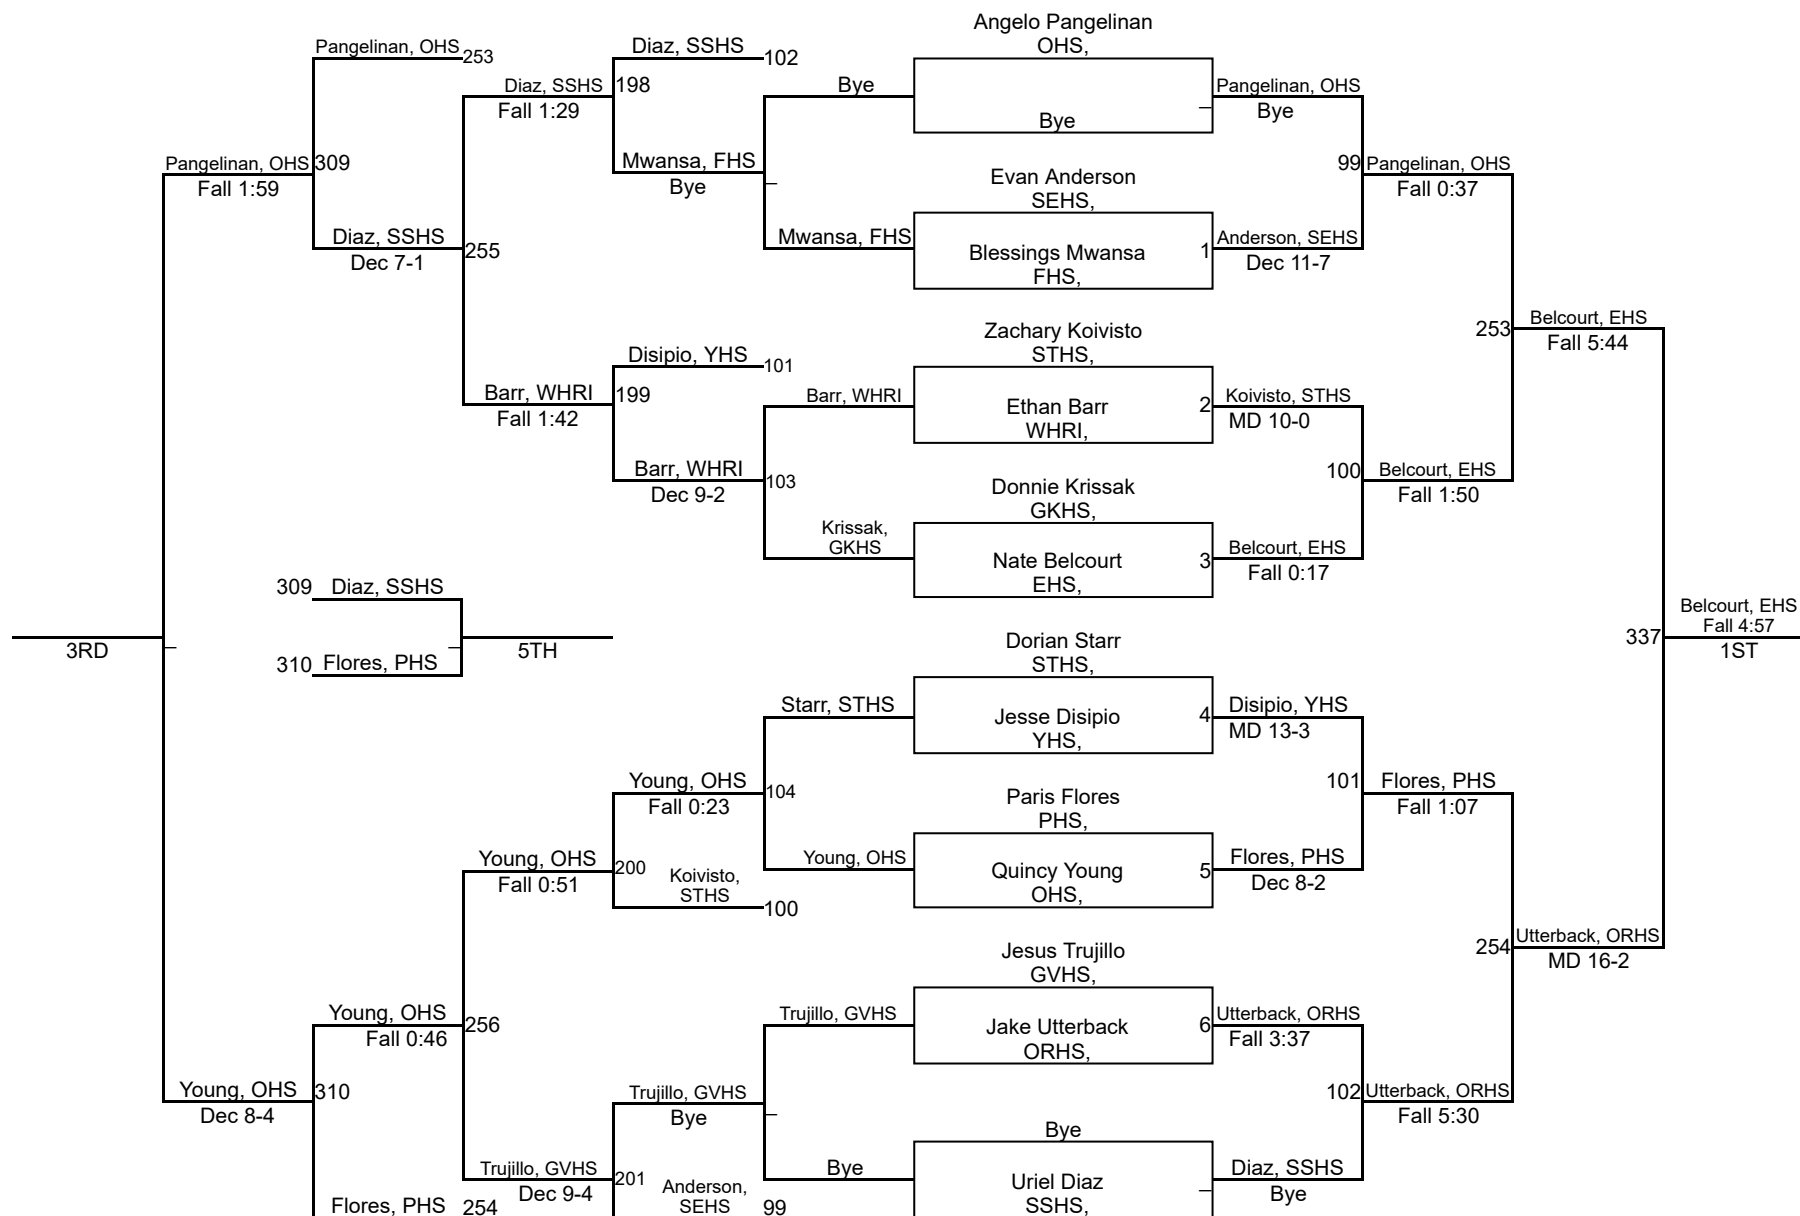 Angelo Pangelinan
OHS,
Pangelinan, OHS 253
Diaz, SSHS 102
Diaz, SSHS 198
Fall 1:29
Bye
Bye
Pangelinan, OHS
Bye
Mwansa, FHS
Bye
Pangelinan, OHS 309
Fall 1:59
Evan Anderson
SEHS,
99 Pangelinan, OHS
Fall 0:37
Diaz, SSHS 255
Dec 7-1
Mwansa, FHS
Blessings Mwansa 1
FHS,
Anderson, SEHS
Dec 11-7
Zachary Koivisto
STHS,
253 Belcourt, EHS
Fall 5:44
Disipio, YHS 101
Barr, WHRI 199
Fall 1:42
Barr, WHRI
Ethan Barr 2
WHRI,
Koivisto, STHS
MD 10-0
Barr, WHRI 103
Dec 9-2
Donnie Krissak
GKHS,
100 Belcourt, EHS
Fall 1:50
Krissak,
GKHS
Nate Belcourt 3
EHS,
Belcourt, EHS
Fall 0:17
309 Diaz, SSHS
Belcourt, EHS
Fall 4:57
337 1ST
3RD
5TH
310 Flores, PHS
Dorian Starr
STHS,
Starr, STHS
Jesse Disipio 4
YHS,
Disipio, YHS
MD 13-3
Young, OHS 104
Fall 0:23
Paris Flores
PHS,
101 Flores, PHS
Fall 1:07
Young, OHS 200
Fall 0:51
Koivisto,
STHS 100
Young, OHS
Quincy Young 5
OHS,
Flores, PHS
Dec 8-2
Jesus Trujillo
GVHS,
254 Utterback, ORHS
MD 16-2
Young, OHS 256
Fall 0:46
Trujillo, GVHS
Jake Utterback 6
ORHS,
Utterback, ORHS
Fall 3:37
Young, OHS 310
Dec 8-4
Trujillo, GVHS
Bye
102 Utterback, ORHS
Fall 5:30
Bye
Trujillo, GVHS 201
Dec 9-4
Bye
Uriel Diaz
SSHS,
Diaz, SSHS
Bye
Flores, PHS 254
Anderson,
SEHS 99